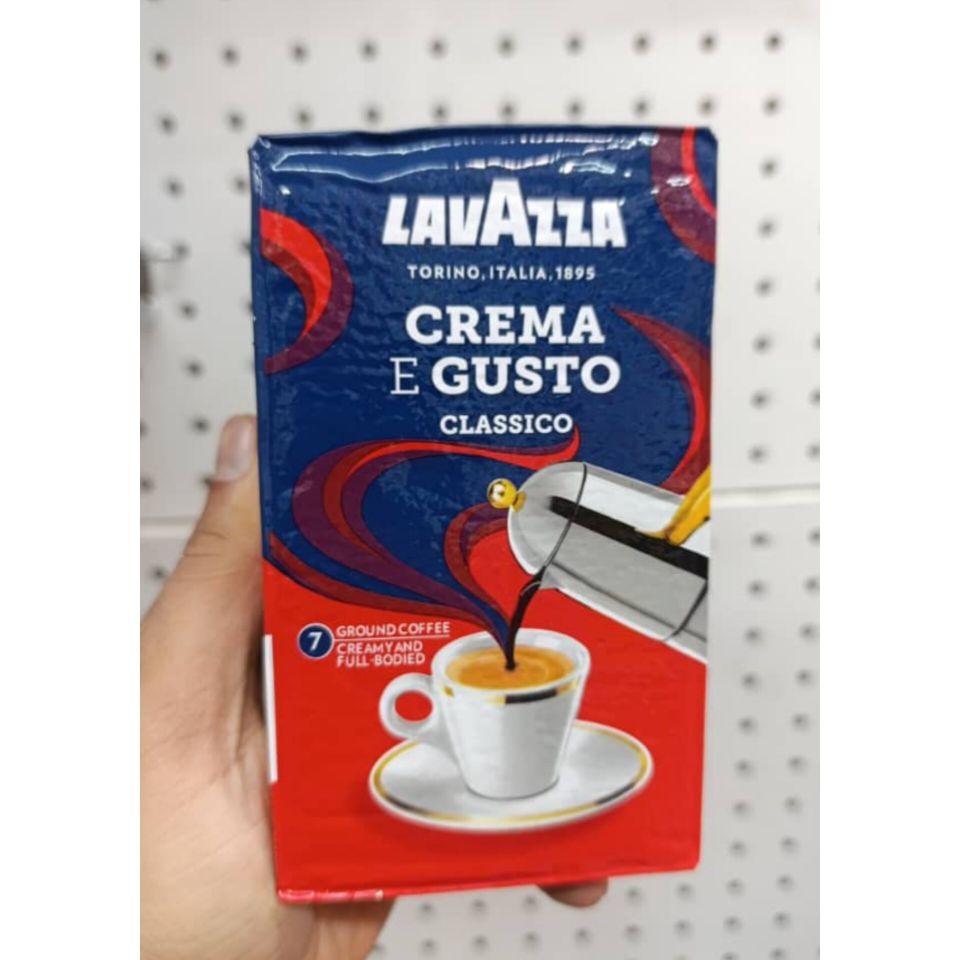 LAVAZZA
TORINO, ITALIA, 1895
CREMA
E GUSTO
CLASSICO
7
GROUND COFFEE
CREAMY AND
FULL-BODIED